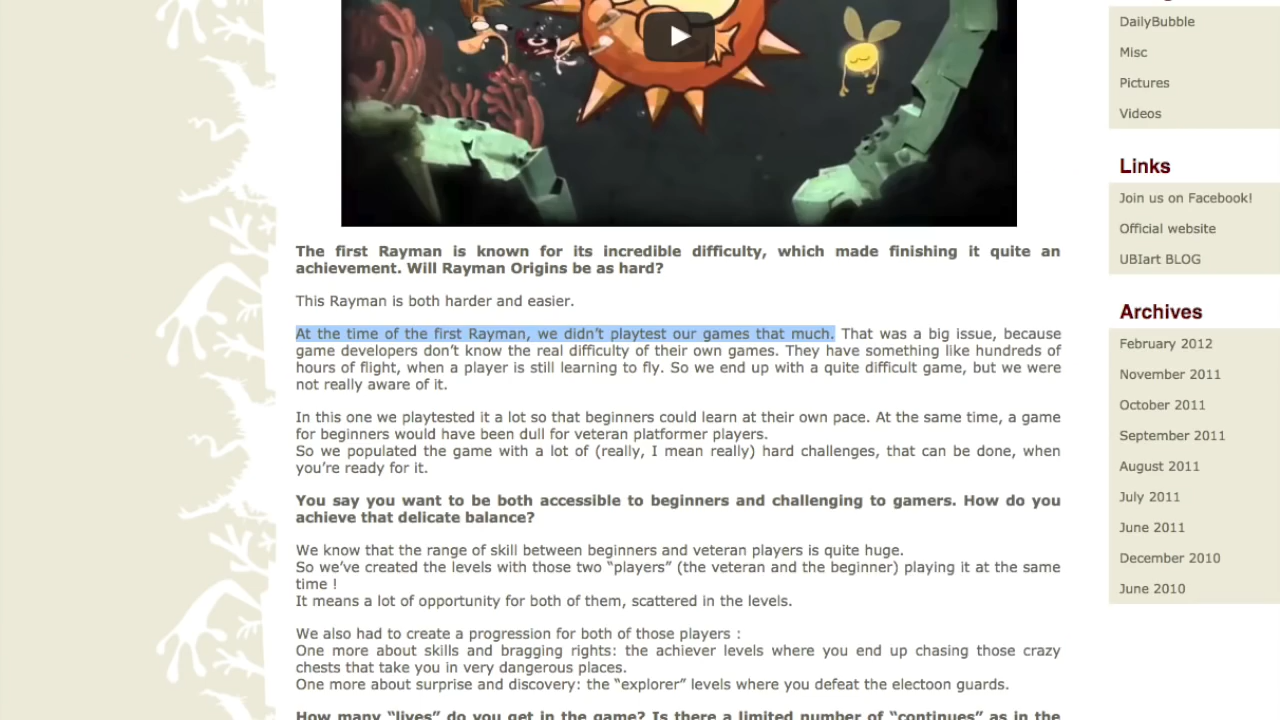 DailyBubble
Misc
Pictures
Videos
Links
Join us on Facebook!
Official website
UBIart BLOG
Archives
February 2012
November 2011
October 2011
September 2011
August 2011
July 2011
June 2011
December 2010
June 2010
The first Rayman is known for its incredible difficulty, which made finishing it quite an
achievement. Will Rayman Origins be as hard?
This Rayman is both harder and easier.
At the time of the first Rayman, we didn’t playtest our games that much. That was a big issue, because
game developers don’t know the real difficulty of their own games. They have something like hundreds of
hours of flight, when a player is still learning to fly. So we end up with a quite difficult game, but we were
not really aware of it.
In this one we playtested it a lot so that beginners could learn at their own pace. At the same time, a game
for beginners would have been dull for veteran platformer players.
So we populated the game with a lot of (really, I mean really) hard challenges, that can be done, when
you’re ready for it.
You say you want to be both accessible to beginners and challenging to gamers. How do you
achieve that delicate balance?
We know that the range of skill between beginners and veteran players is quite huge.
So we’ve created the levels with those two “players” (the veteran and the beginner) playing it at the same
time !
It means a lot of opportunity for both of them, scattered in the levels.
We also had to create a progression for both of those players :
One more about skills and bragging rights: the achiever levels where you end up chasing those crazy
chests that take you in very dangerous places.
One more about surprise and discovery: the “explorer” levels where you defeat the electoon guards.
How many “lives” do you get in the game? Is there a limited number of “continues” as in the